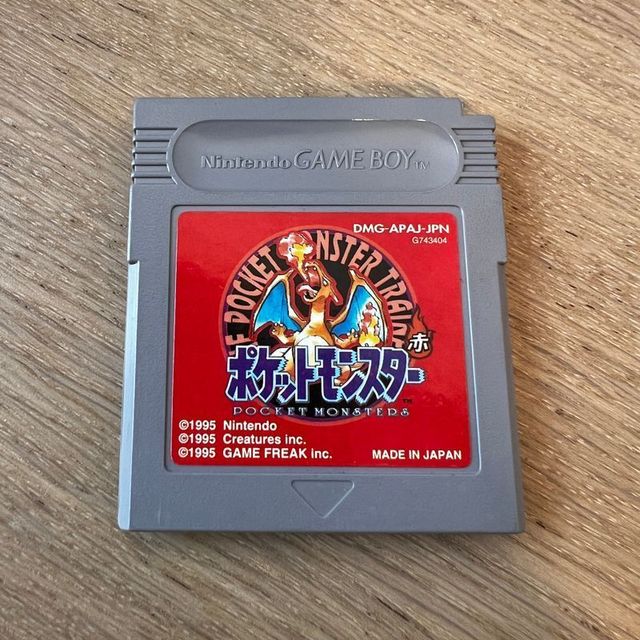 Nintendo GAME BOY TM
DMG-APAJ-JPN
G743404
POCKET MONSTER TRAINER
赤
ポケットモンスター
TM
POCKET MONSTERS
©1995 Nintendo
©1995 Creatures inc.
©1995 GAME FREAK inc.
MADE IN JAPAN